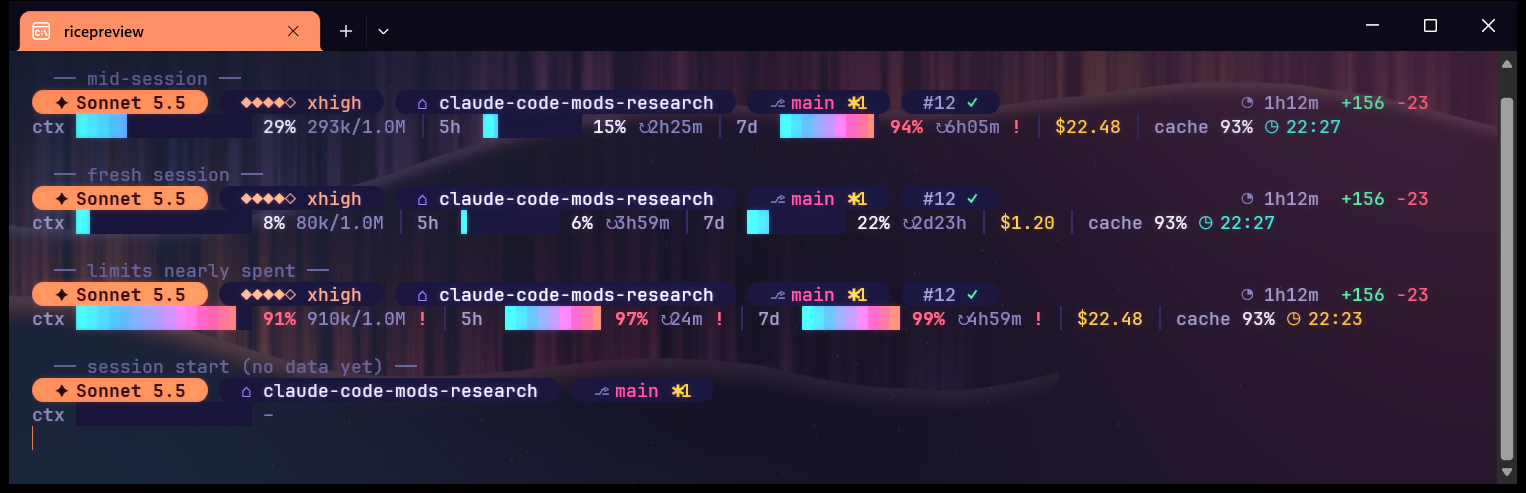 ricepreview
── mid-session ──
✦ Sonnet 5.5 ◆◆◆◆◇ xhigh ⌂ claude-code-mods-research ⎇ main ✱1 #12 ✓ ◔ 1h12m +156 -23
ctx 29% 293k/1.0M │ 5h 15% ↻2h25m │ 7d 94% ↻6h05m ! │ $22.48 │ cache 93% ◷ 22:27
── fresh session ──
✦ Sonnet 5.5 ◆◆◆◆◇ xhigh ⌂ claude-code-mods-research ⎇ main ✱1 #12 ✓ ◔ 1h12m +156 -23
ctx 8% 80k/1.0M │ 5h 6% ↻3h59m │ 7d 22% ↻2d23h │ $1.20 │ cache 93% ◷ 22:27
── limits nearly spent ──
✦ Sonnet 5.5 ◆◆◆◆◇ xhigh ⌂ claude-code-mods-research ⎇ main ✱1 #12 ✓ ◔ 1h12m +156 -23
ctx 91% 910k/1.0M ! │ 5h 97% ↻24m ! │ 7d 99% ↻4h59m ! │ $22.48 │ cache 93% ◷ 22:23
── session start (no data yet) ──
✦ Sonnet 5.5 ⌂ claude-code-mods-research ⎇ main ✱1
ctx –